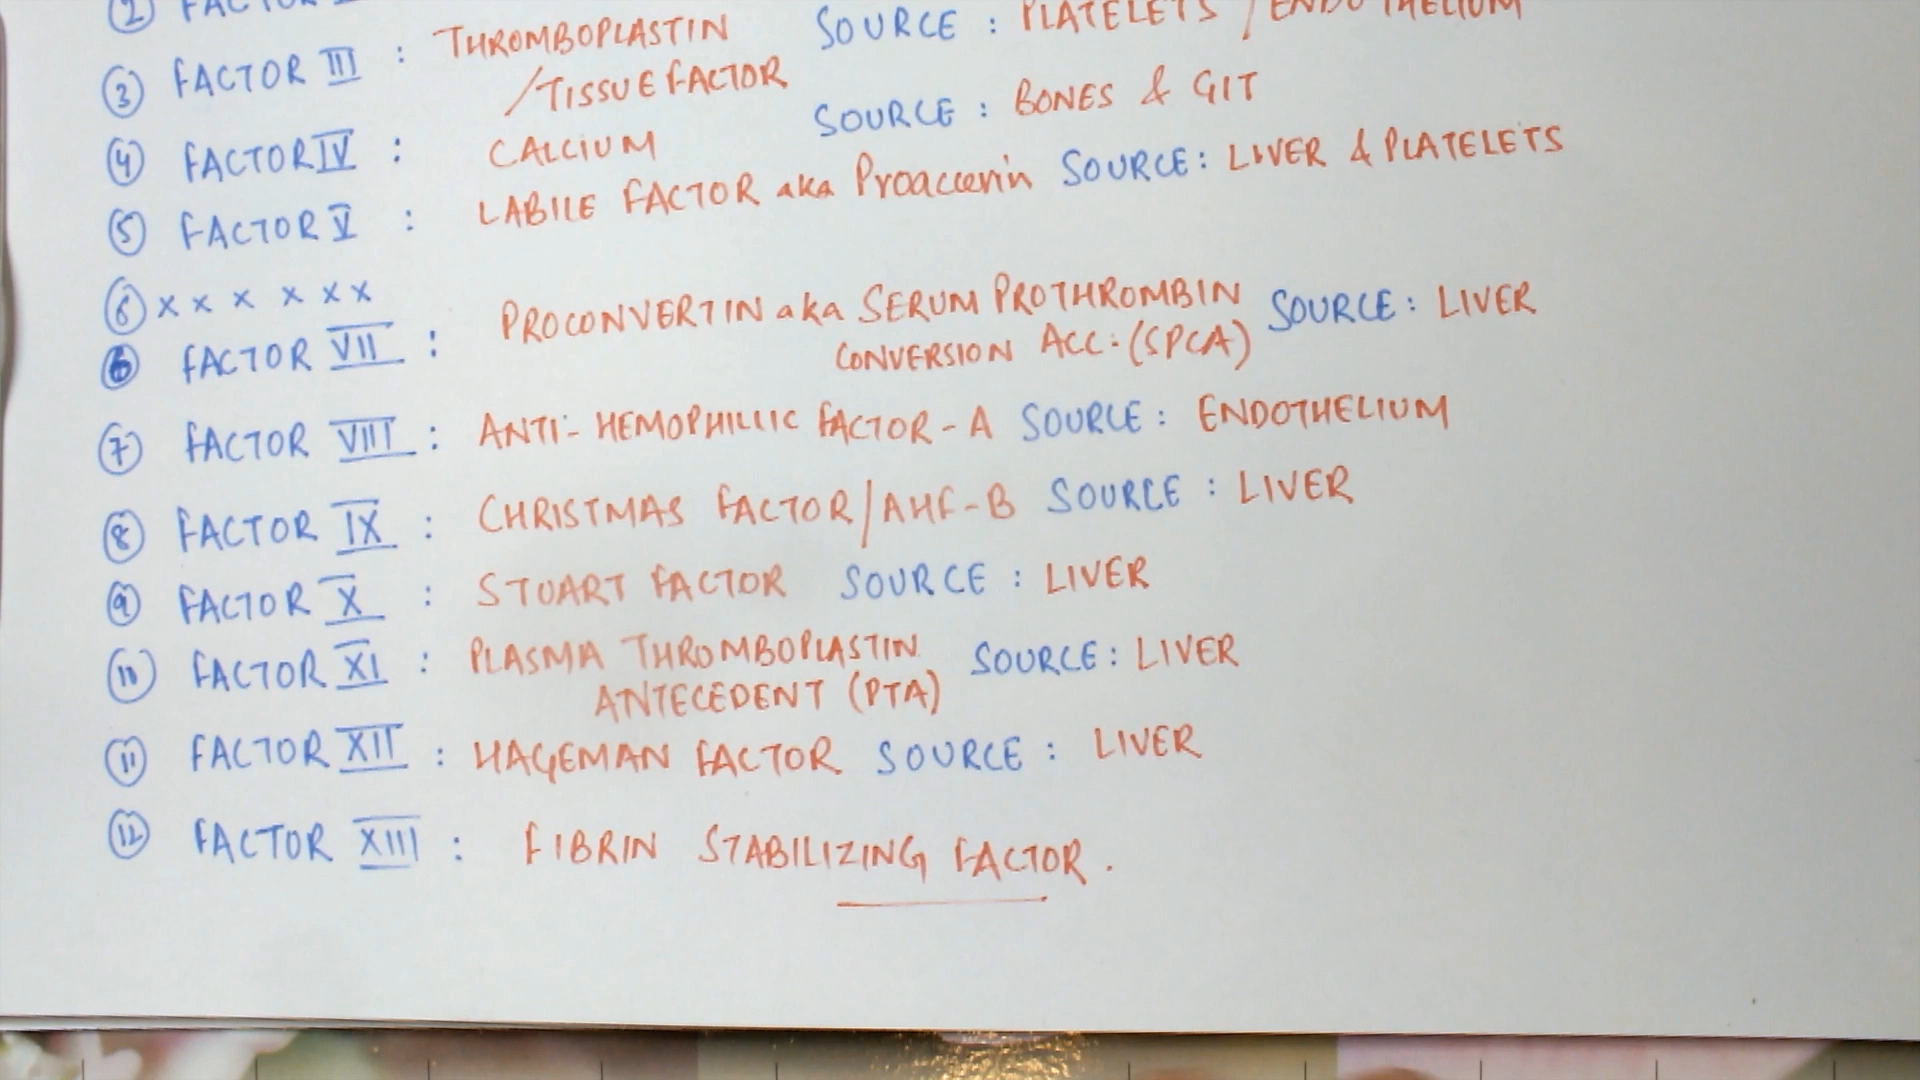 ② FACTOR
③ FACTOR III : THROMBOPLASTIN SOURCE : PLATELETS / ENDOTHELIUM
/TISSUE FACTOR
④ FACTOR IV : CALCIUM SOURCE : BONES & GIT
⑤ FACTOR V : LABILE FACTOR aka Proaccerin SOURCE : LIVER & PLATELETS
⑥ x x x x x x
⑥ FACTOR VII : PROCONVERTIN aka SERUM PROTHROMBIN SOURCE : LIVER
CONVERSION ACC: (SPCA)
⑦ FACTOR VIII : ANTI-HEMOPHILLIC FACTOR-A SOURCE : ENDOTHELIUM
⑧ FACTOR IX : CHRISTMAS FACTOR/AHF-B SOURCE : LIVER
⑨ FACTOR X : STUART FACTOR SOURCE : LIVER
⑩ FACTOR XI : PLASMA THROMBOPLASTIN SOURCE : LIVER
ANTECEDENT (PTA)
⑪ FACTOR XII : HAGEMAN FACTOR SOURCE : LIVER
⑫ FACTOR XIII : FIBRIN STABILIZING FACTOR.